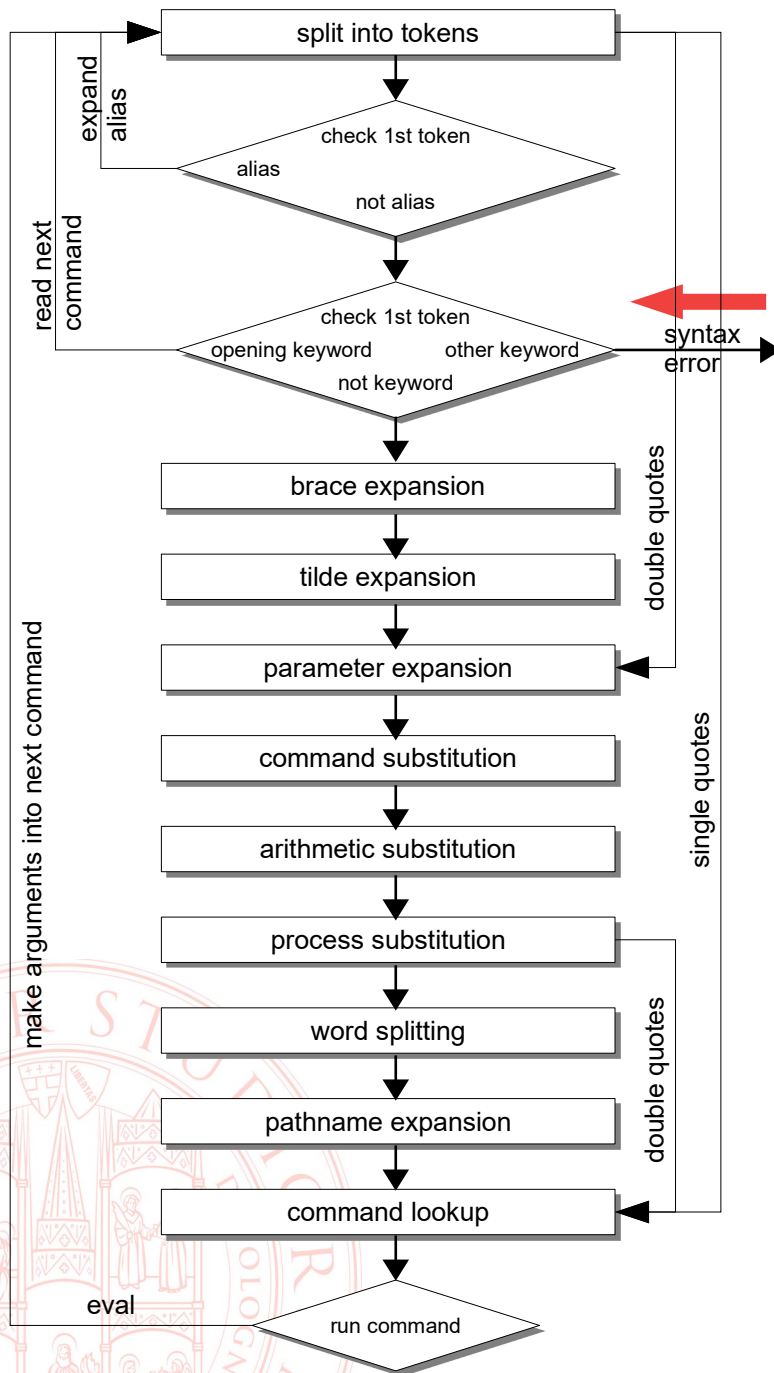 split into tokens
expand
alias
check 1st token
alias
not alias
read next
command
check 1st token
opening keyword
other keyword
not keyword
syntax
error
brace expansion
double quotes
tilde expansion
parameter expansion
make arguments into next command
command substitution
single quotes
arithmetic substitution
process substitution
word splitting
double quotes
pathname expansion
command lookup
eval
run command
R STUDIOR
LIBERTAS
OLOGN